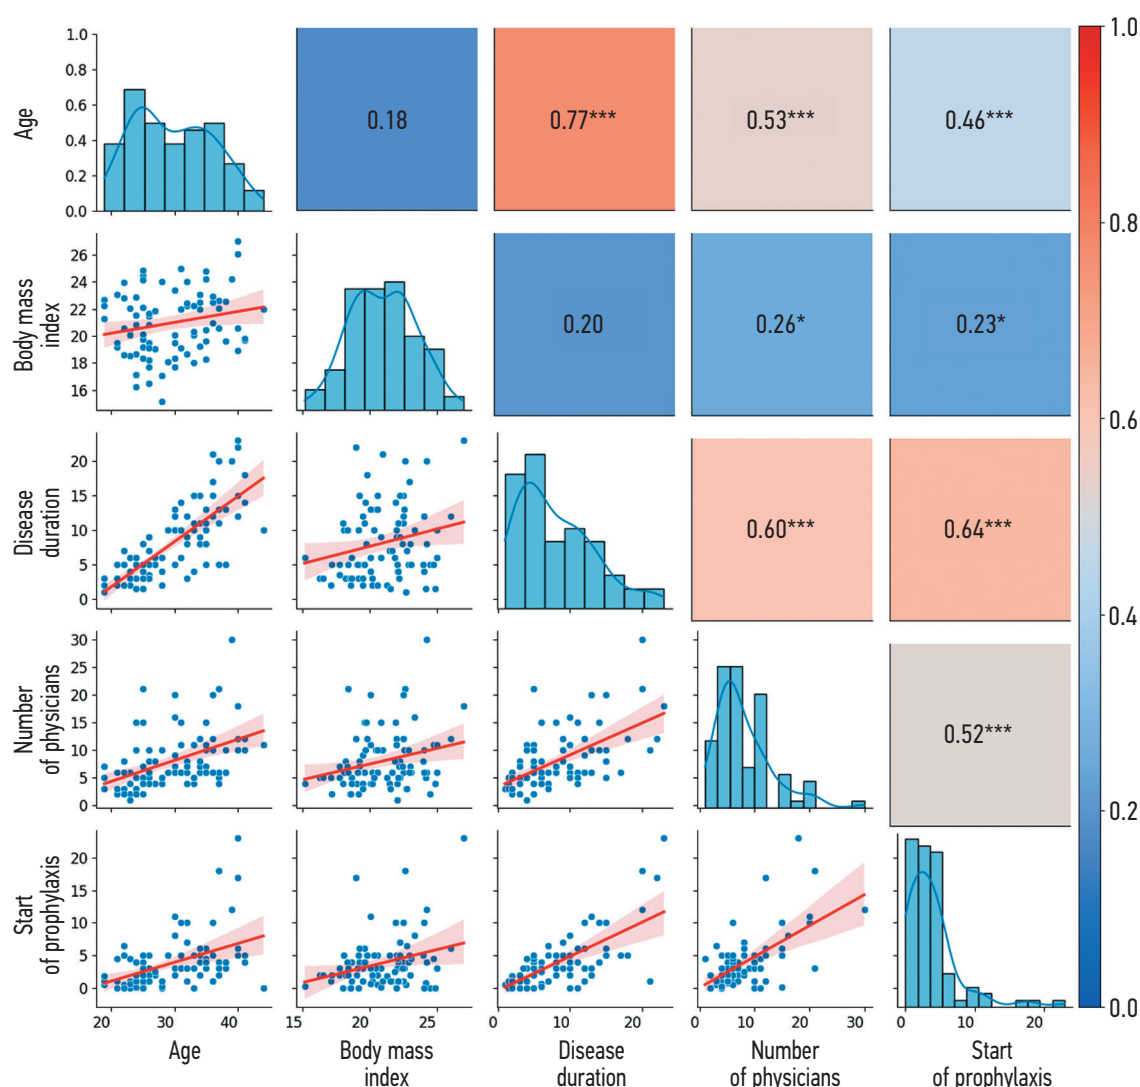 1.0
0.8
0.6
0.4
0.2
0.0
Age
0.18
0.77***
0.53***
0.46***
1.0
0.8
0.6
0.4
0.2
0.0
26
24
22
20
18
16
Body mass
index
0.20
0.26*
0.23*
20
15
10
5
0
Disease
duration
0.60***
0.64***
30
25
20
15
10
5
0
Number
of physicians
0.52***
20
15
10
5
0
Start
of prophylaxis
20 30 40
15 20 25
0 10 20
0 10 20 30
0 10 20
Age
Body mass
index
Disease
duration
Number
of physicians
Start
of prophylaxis